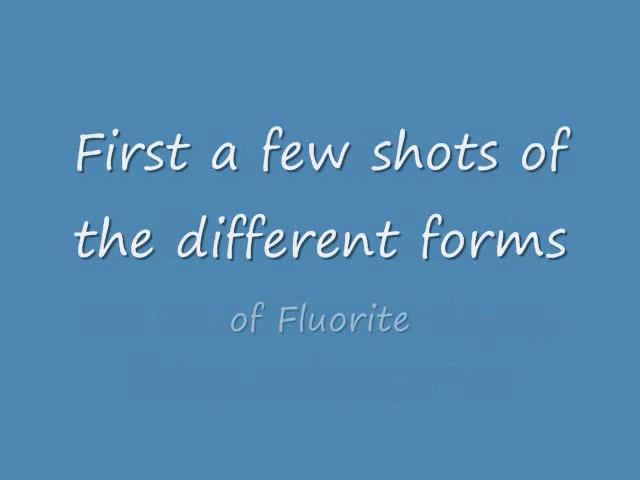 First a few shots of
the different forms
of Fluorite